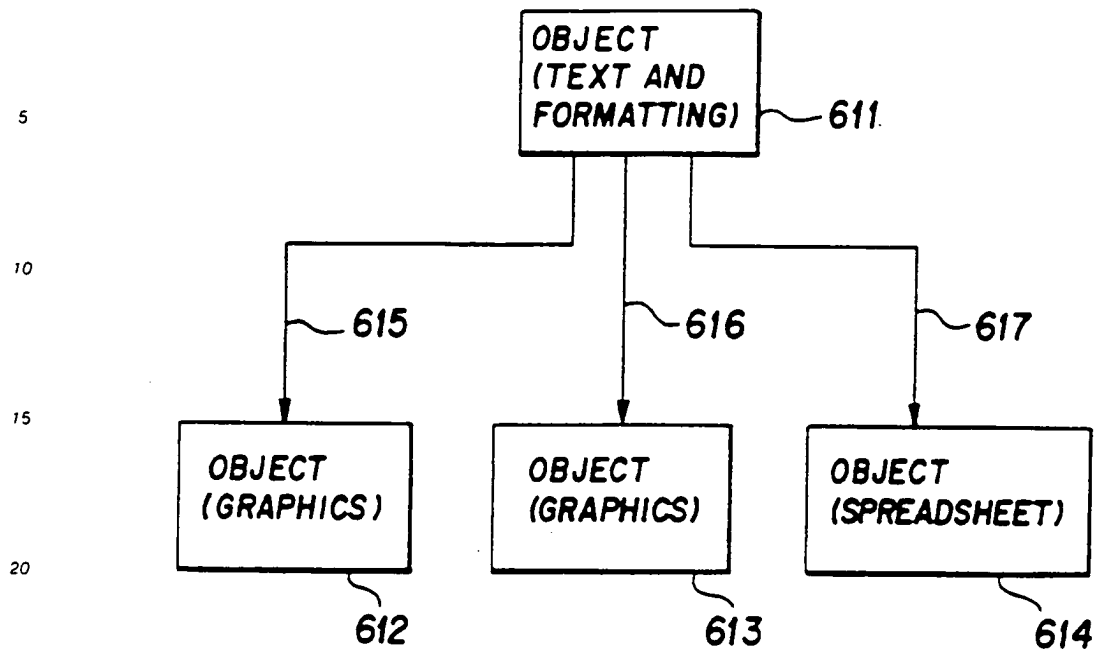 OBJECT
(TEXT AND
FORMATTING)
5
611
10
615
616
617
15
OBJECT
(GRAPHICS)
OBJECT
(GRAPHICS)
OBJECT
(SPREADSHEET)
20
612
613
614